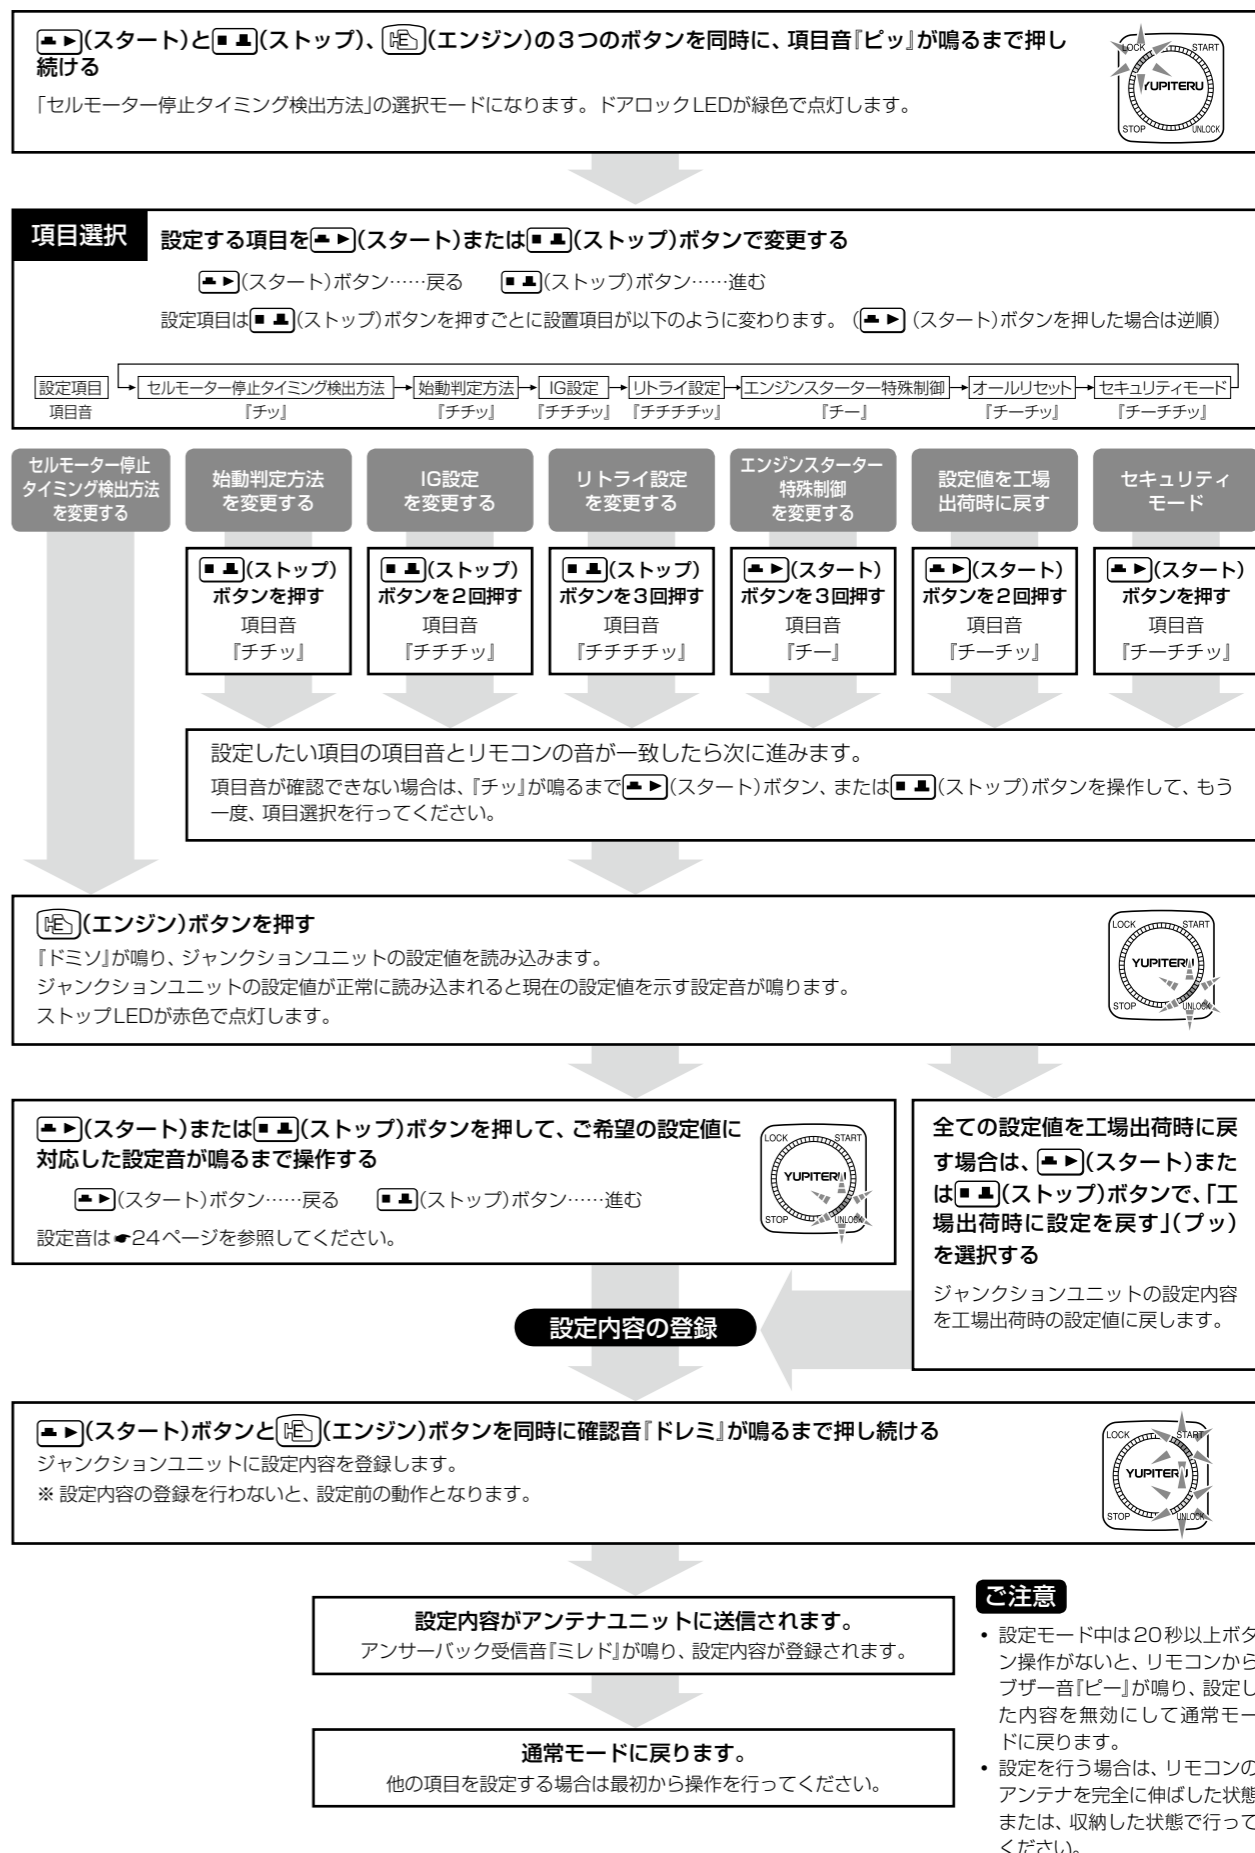 (スタート)と(ストップ)、(エンジン)の3つのボタンを同時に、項目音『ピッ』が鳴るまで押し
続ける
「セルモーター停止タイミング検出方法」の選択モードになります。ドアロックLEDが緑色で点灯します。
LOCK START
YUPITERU
STOP UNLOCK
項目選択 設定する項目を(スタート)または(ストップ)ボタンで変更する
(スタート)ボタン……戻る (ストップ)ボタン……進む
設定項目は(ストップ)ボタンを押すごとに設置項目が以下のように変わります。((スタート)ボタンを押した場合は逆順)
設定項目 セルモーター停止タイミング検出方法 始動判定方法 IG設定 リトライ設定 エンジンスターター特殊制御 オールリセット セキュリティモード
項目音 『チッ』 『チチッ』 『チチチッ』 『チチチチッ』 『チー』 『チーチッ』 『チーチチッ』
セルモーター停止
タイミング検出方法
を変更する
始動判定方法
を変更する
IG設定
を変更する
リトライ設定
を変更する
エンジンスターター
特殊制御
を変更する
設定値を工場
出荷時に戻す
セキュリティ
モード
(ストップ)
ボタンを押す
項目音
『チチッ』
(ストップ)
ボタンを2回押す
項目音
『チチチッ』
(ストップ)
ボタンを3回押す
項目音
『チチチチッ』
(スタート)
ボタンを3回押す
項目音
『チー』
(スタート)
ボタンを2回押す
項目音
『チーチッ』
(スタート)
ボタンを押す
項目音
『チーチチッ』
設定したい項目の項目音とリモコンの音が一致したら次に進みます。
項目音が確認できない場合は、『チッ』が鳴るまで(スタート)ボタン、または(ストップ)ボタンを操作して、もう
一度、項目選択を行ってください。
(エンジン)ボタンを押す
『ドミソ』が鳴り、ジャンクションユニットの設定値を読み込みます。
ジャンクションユニットの設定値が正常に読み込まれると現在の設定値を示す設定音が鳴ります。
ストップLEDが赤色で点灯します。
LOCK START
YUPITERU
STOP UNLOCK
(スタート)または(ストップ)ボタンを押して、ご希望の設定値に
対応した設定音が鳴るまで操作する
(スタート)ボタン……戻る (ストップ)ボタン……進む
設定音は☛24ページを参照してください。
LOCK START
YUPITERU
STOP UNLOCK
全ての設定値を工場出荷時に戻
す場合は、(スタート)また
は(ストップ)ボタンで、「工
場出荷時に設定を戻す」(プッ)
を選択する
ジャンクションユニットの設定内容
を工場出荷時の設定値に戻します。
設定内容の登録
(スタート)ボタンと(エンジン)ボタンを同時に確認音『ドレミ』が鳴るまで押し続ける
ジャンクションユニットに設定内容を登録します。
※ 設定内容の登録を行わないと、設定前の動作となります。
LOCK START
YUPITERU
STOP UNLOCK
設定内容がアンテナユニットに送信されます。
アンサーバック受信音『ミレド』が鳴り、設定内容が登録されます。
通常モードに戻ります。
他の項目を設定する場合は最初から操作を行ってください。
ご注意
• 設定モード中は20秒以上ボタ
ン操作がないと、リモコンから
ブザー音『ピー』が鳴り、設定し
た内容を無効にして通常モー
ドに戻ります。
• 設定を行う場合は、リモコンの
アンテナを完全に伸ばした状態
または、収納した状態で行って
ください。